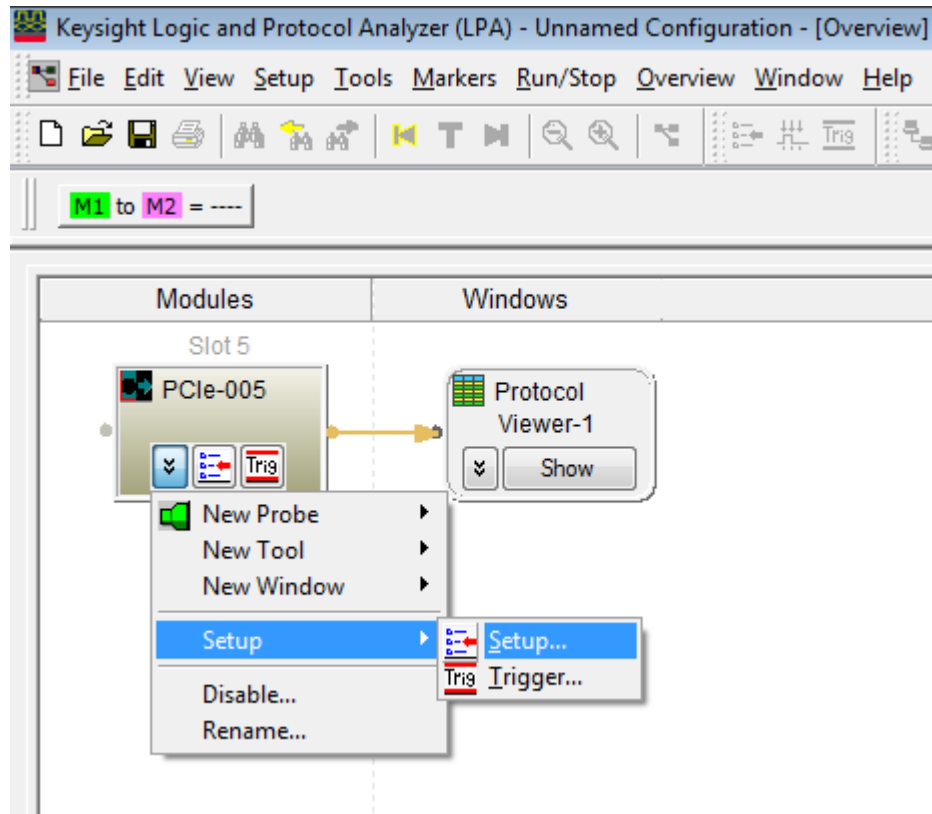 Keysight Logic and Protocol Analyzer (LPA) - Unnamed Configuration - [Overview]
File Edit View Setup Tools Markers Run/Stop Overview Window Help
T Trig
M1 to M2 = ----
Modules Windows
Slot 5
PCIe-005
Trig
Protocol
Viewer-1
Show
New Probe
New Tool
New Window
Setup
Setup...
Trig Trigger...
Disable...
Rename...